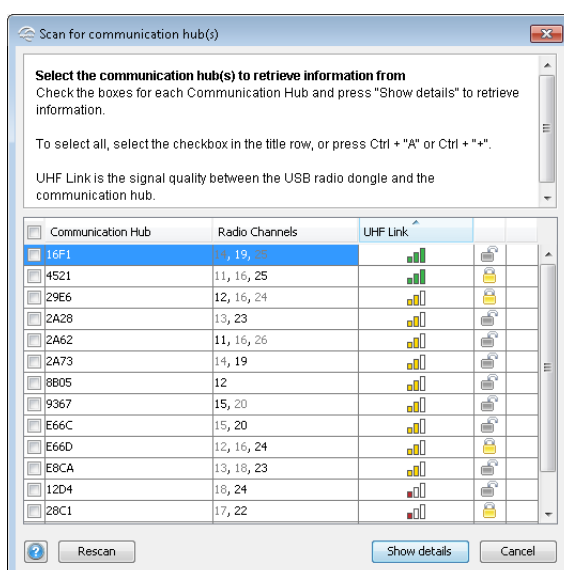 Scan for communication hub(s)
Select the communication hub(s) to retrieve information from
Check the boxes for each Communication Hub and press "Show details" to retrieve
information.
To select all, select the checkbox in the title row, or press Ctrl + "A" or Ctrl + "+".
UHF Link is the signal quality between the USB radio dongle and the
communication hub.
Communication Hub Radio Channels UHF Link
16F1 , 19,
4521 11, 16, 25
29E6 12, 16, 24
2A28 13, 23
2A62 11, 16, 26
2A73 14, 19
8B05 12
9367 15, 20
E66C 15, 20
E66D 12, 16, 24
E8CA 13, 18, 23
12D4 18, 24
28C1 17, 22
Rescan Show details Cancel